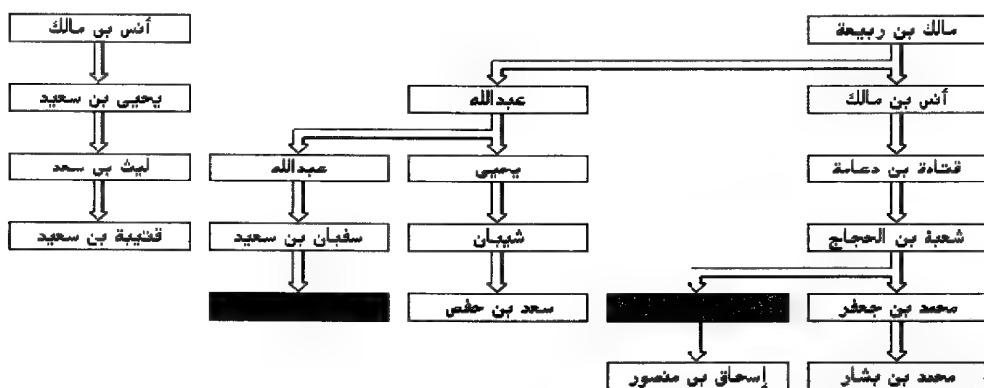 مالك بن ربيعة
أنس بن مالك
عبدالله
أنس بن مالك
يحيى بن سعيد
قتادة بن دعامة
يحيى
عبدالله
ليث بن سعد
شعبة بن الحجاج
شيبان
سفيان بن سعيد
قتيبة بن سعيد
محمد بن جعفر
سعد بن حفص
محمد بن بشار
إسحاق بن منصور